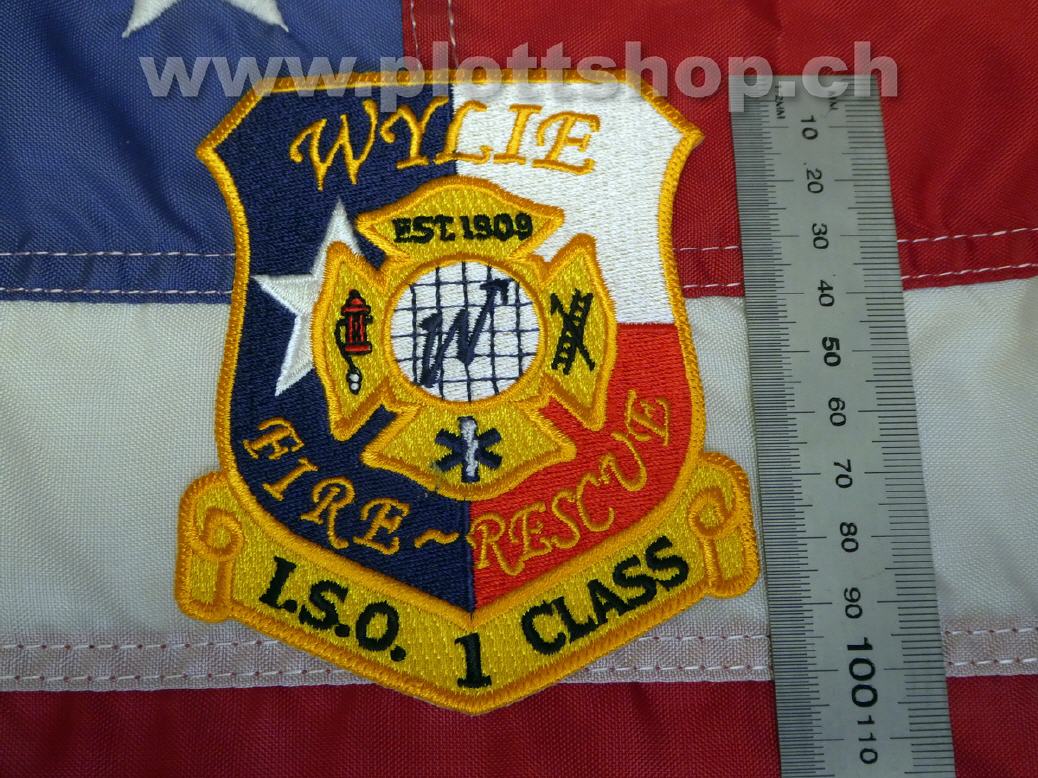 www.plottshop.ch
WYLIE
EST. 1909
W
FIRE~RESCUE
I.S.O. 1 CLASS
10
20
30
40
50
60
70
80
90
100
110